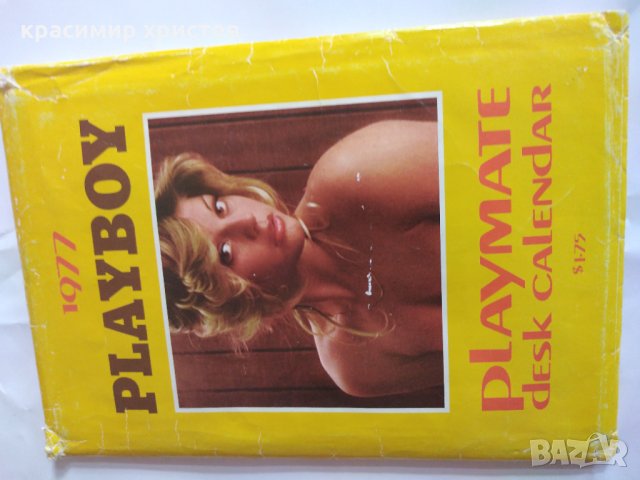 красимир христов
1977
PLAYBOY
PLAYMATE
DESK CALENDAR
$1.75
BAZAR